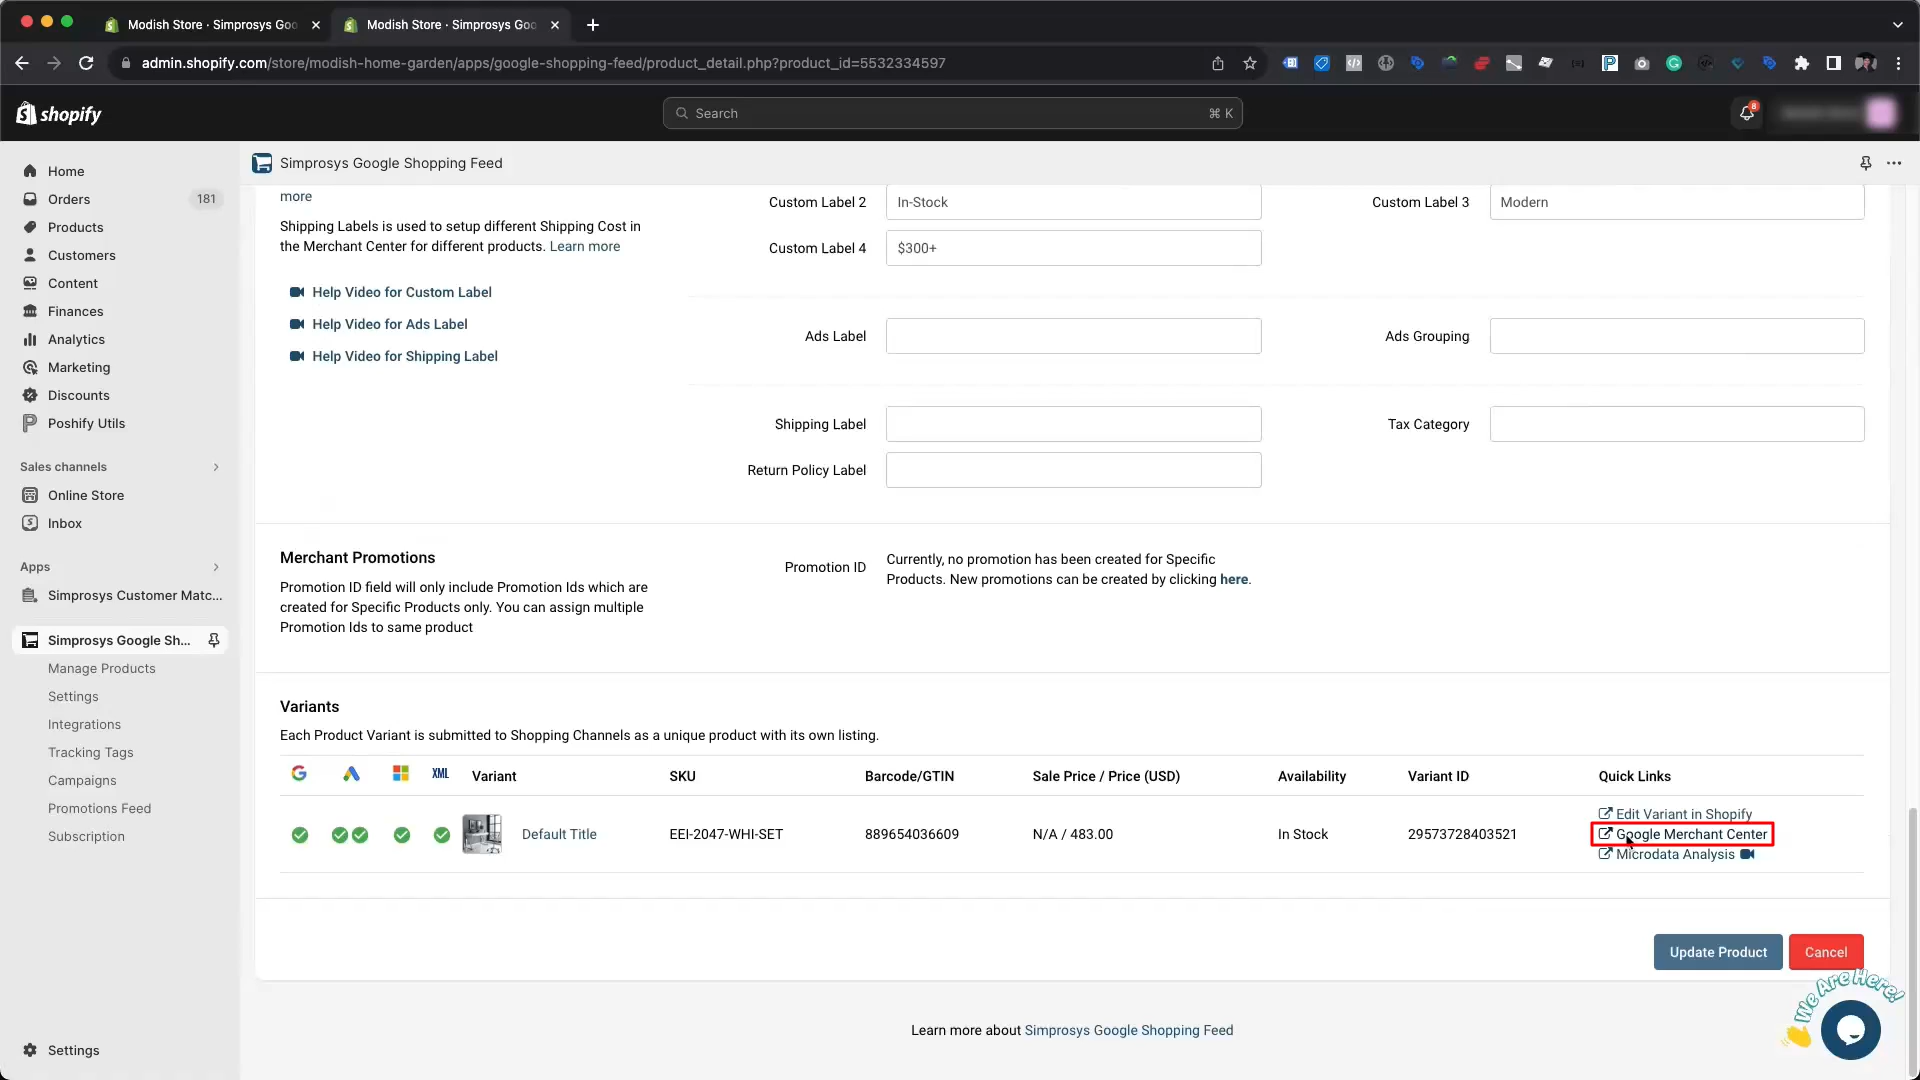 Modish Store · Simprosys Goo
Modish Store · Simprosys Goo
admin.shopify.com/store/modish-home-garden/apps/google-shopping-feed/product_detail.php?product_id=5532334597
shopify
Search
⌘ K
8
Home
Orders
181
Products
Customers
Content
Finances
Analytics
Marketing
Discounts
Poshify Utils
Sales channels
Online Store
Inbox
Apps
Simprosys Customer Matc...
Simprosys Google Sh...
Manage Products
Settings
Integrations
Tracking Tags
Campaigns
Promotions Feed
Subscription
Settings
Simprosys Google Shopping Feed
more
Shipping Labels is used to setup different Shipping Cost in
the Merchant Center for different products. Learn more
Help Video for Custom Label
Help Video for Ads Label
Help Video for Shipping Label
Custom Label 2
In-Stock
Custom Label 3
Modern
Custom Label 4
$300+
Ads Label
Ads Grouping
Shipping Label
Tax Category
Return Policy Label
Merchant Promotions
Promotion ID field will only include Promotion Ids which are
created for Specific Products only. You can assign multiple
Promotion Ids to same product
Promotion ID
Currently, no promotion has been created for Specific
Products. New promotions can be created by clicking here.
Variants
Each Product Variant is submitted to Shopping Channels as a unique product with its own listing.
XML
Variant
SKU
Barcode/GTIN
Sale Price / Price (USD)
Availability
Variant ID
Quick Links
Default Title
EEI-2047-WHI-SET
889654036609
N/A / 483.00
In Stock
29573728403521
Edit Variant in Shopify
Google Merchant Center
Microdata Analysis
Update Product
Cancel
We Are Here!
Learn more about Simprosys Google Shopping Feed